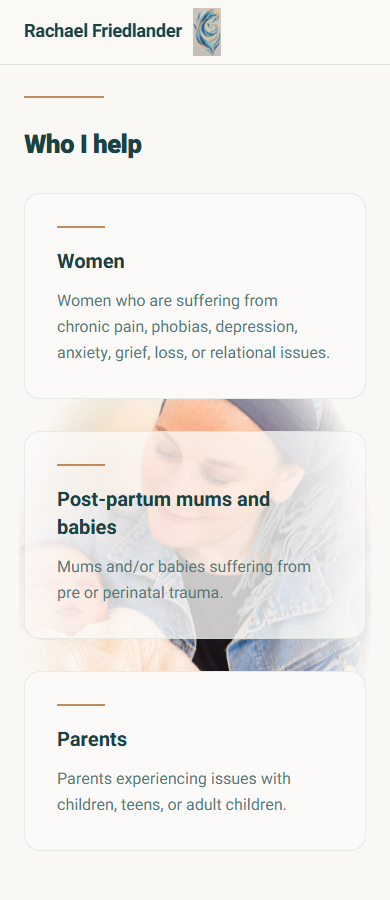 Rachael Friedlander
Who I help
Women
Women who are suffering from
chronic pain, phobias, depression,
anxiety, grief, loss, or relational issues.
Post-partum mums and
babies
Mums and/or babies suffering from
pre or perinatal trauma.
Parents
Parents experiencing issues with
children, teens, or adult children.